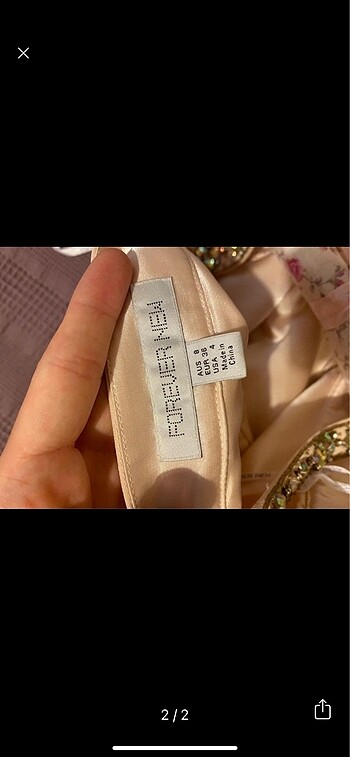 FOREVER NEW
AUS 8
EUR 36
USA 4
Made in
China
2/2